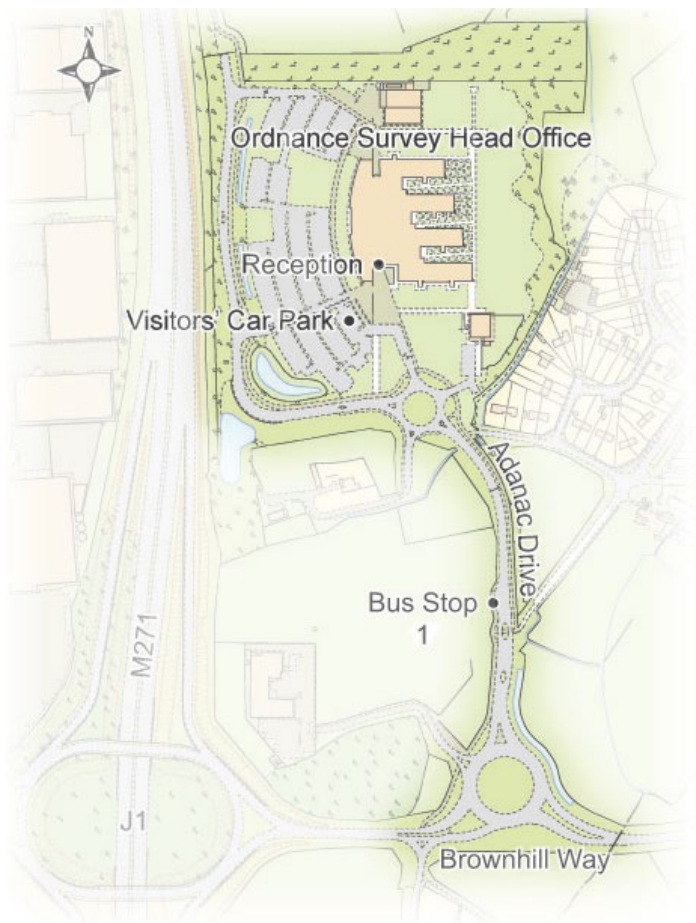 N
Ordnance Survey Head Office
Reception
Visitors' Car Park
Adanac Drive
Bus Stop
1
M271
J1
Brownhill Way